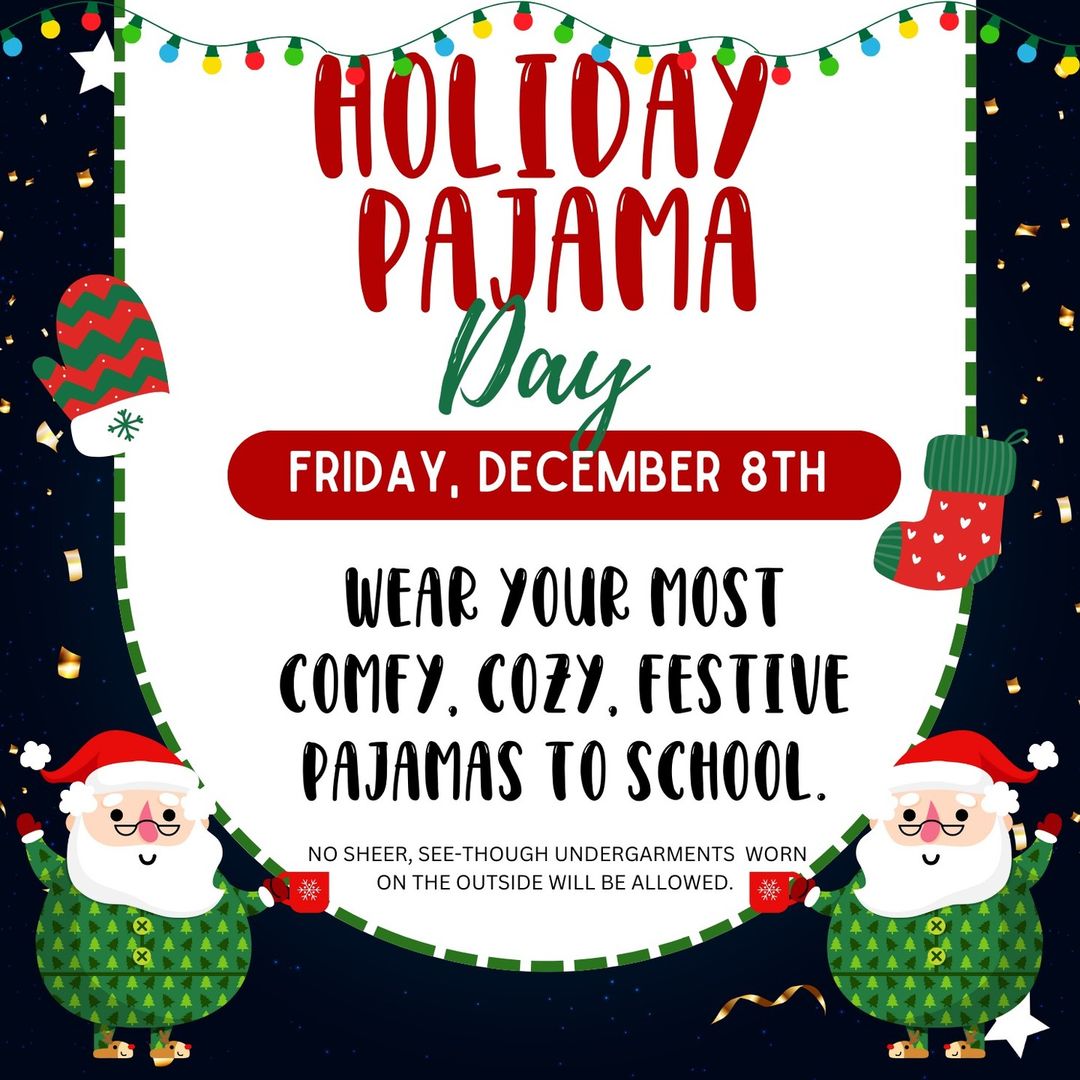 HOLIDAY
PAJAMA
Day
FRIDAY, DECEMBER 8TH
WEAR YOUR MOST
COMFY, COZY, FESTIVE
PAJAMAS TO SCHOOL.
NO SHEER, SEE-THOUGH UNDERGARMENTS WORN
ON THE OUTSIDE WILL BE ALLOWED.